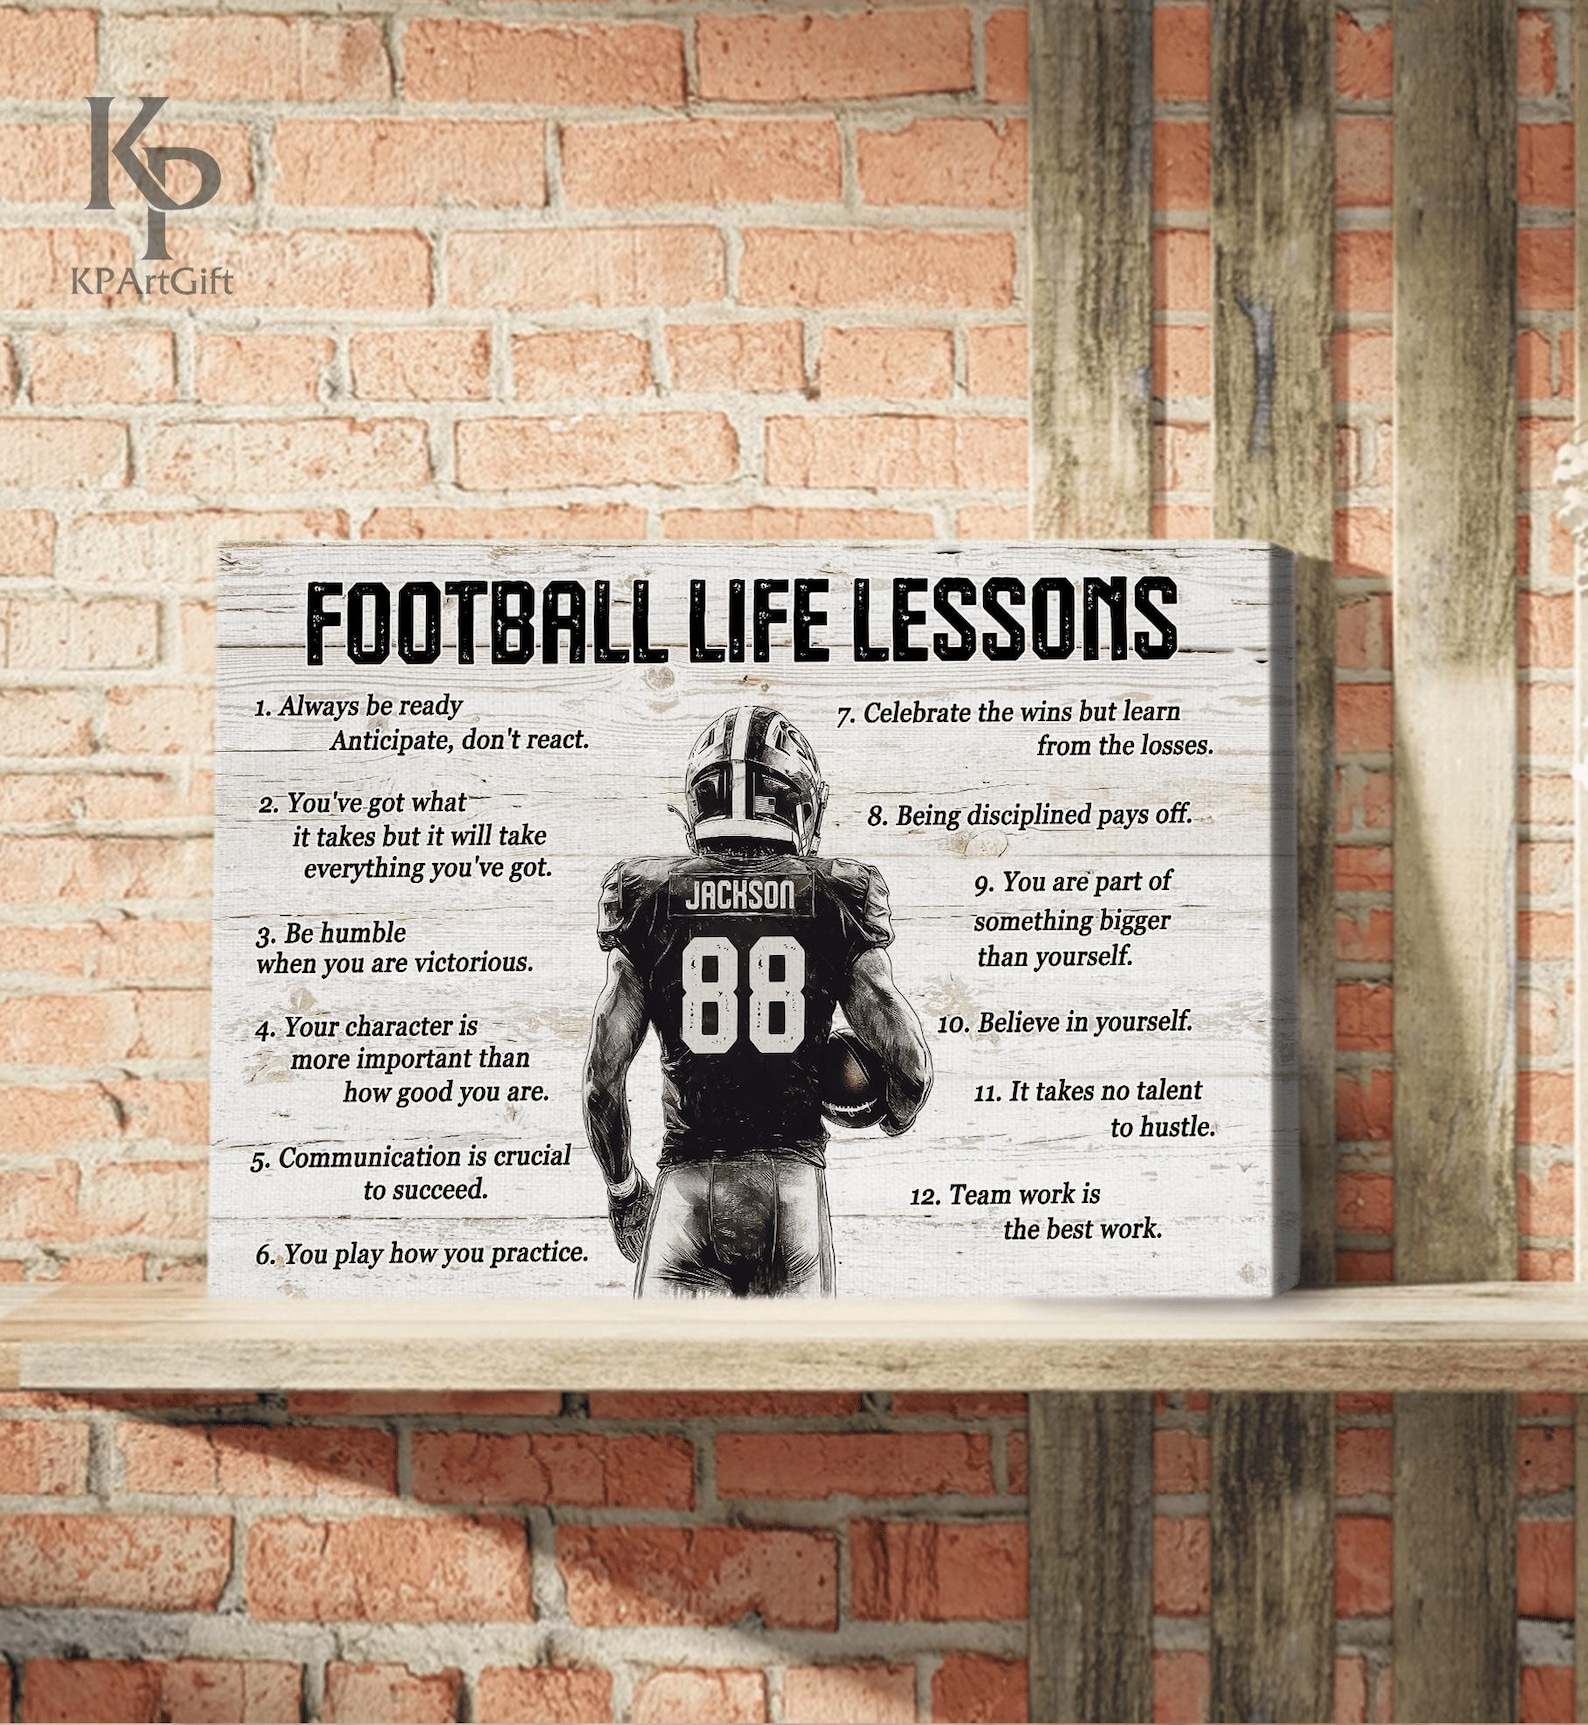 KP
KPArtGift
FOOTBALL LIFE LESSONS
1. Always be ready
Anticipate, don't react.
2. You've got what
it takes but it will take
everything you've got.
3. Be humble
when you are victorious.
4. Your character is
more important than
how good you are.
5. Communication is crucial
to succeed.
6. You play how you practice.
JACKSON
88
7. Celebrate the wins but learn
from the losses.
8. Being disciplined pays off.
9. You are part of
something bigger
than yourself.
10. Believe in yourself.
11. It takes no talent
to hustle.
12. Team work is
the best work.